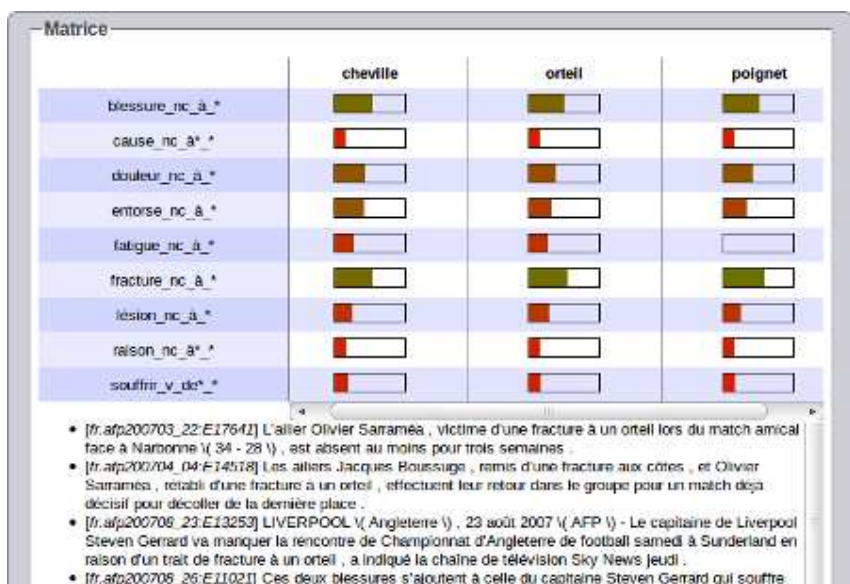 Matrice
cheville orteil poignet
blessure_nc_à_*
cause_nc_à*_*
douleur_nc_à_*
entorse_nc_à_*
fatigue_nc_à_*
fracture_nc_à_*
lésion_nc_à_*
raison_nc_à*_*
souffrir_v_de*_*
• [fr.afp200703_22:E17641] L'ailier Olivier Sarraméa , victime d'une fracture à un orteil lors du match amical
face à Narbonne \( 34 - 28 \) , est absent au moins pour trois semaines .
• [fr.afp200704_04:E14518] Les ailiers Jacques Boussuge , remis d'une fracture aux côtes , et Olivier
Sarraméa , rétabli d'une fracture à un orteil , effectuent leur retour dans le groupe pour un match déjà
décisif pour décoller de la dernière place .
• [fr.afp200708_23:E13253] LIVERPOOL \( Angleterre \) , 23 août 2007 \( AFP \) - Le capitaine de Liverpool
Steven Gerrard va manquer la rencontre de Championnat d'Angleterre de football samedi à Sunderland en
raison d'un trait de fracture à un orteil , a indiqué la chaîne de télévision Sky News jeudi .
• [fr.afp200708_26:E11021] Ces deux blessures s'ajoutent à celle du capitaine Steven Gerrard qui souffre